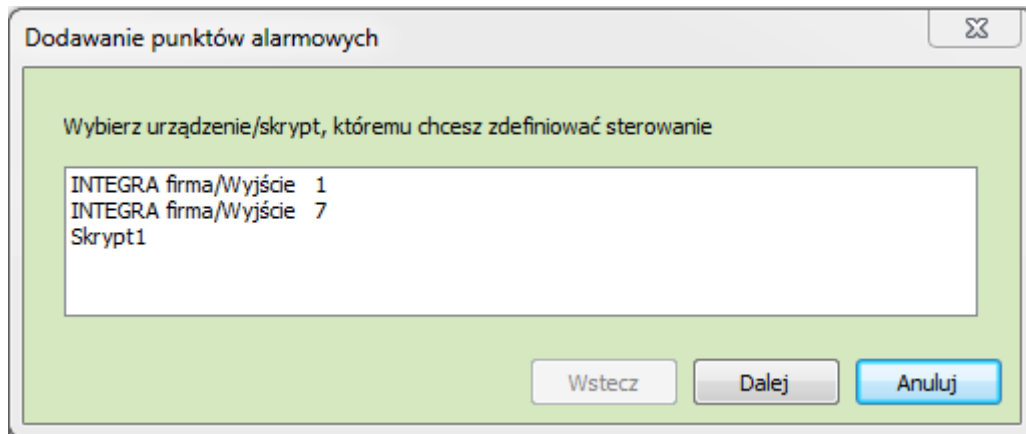 Dodawanie punktów alarmowych
Wybierz urządzenie/skrypt, któremu chcesz zdefiniować sterowanie
INTEGRA firma/Wyjście 1
INTEGRA firma/Wyjście 7
Skrypt1
Wstecz Dalej Anuluj